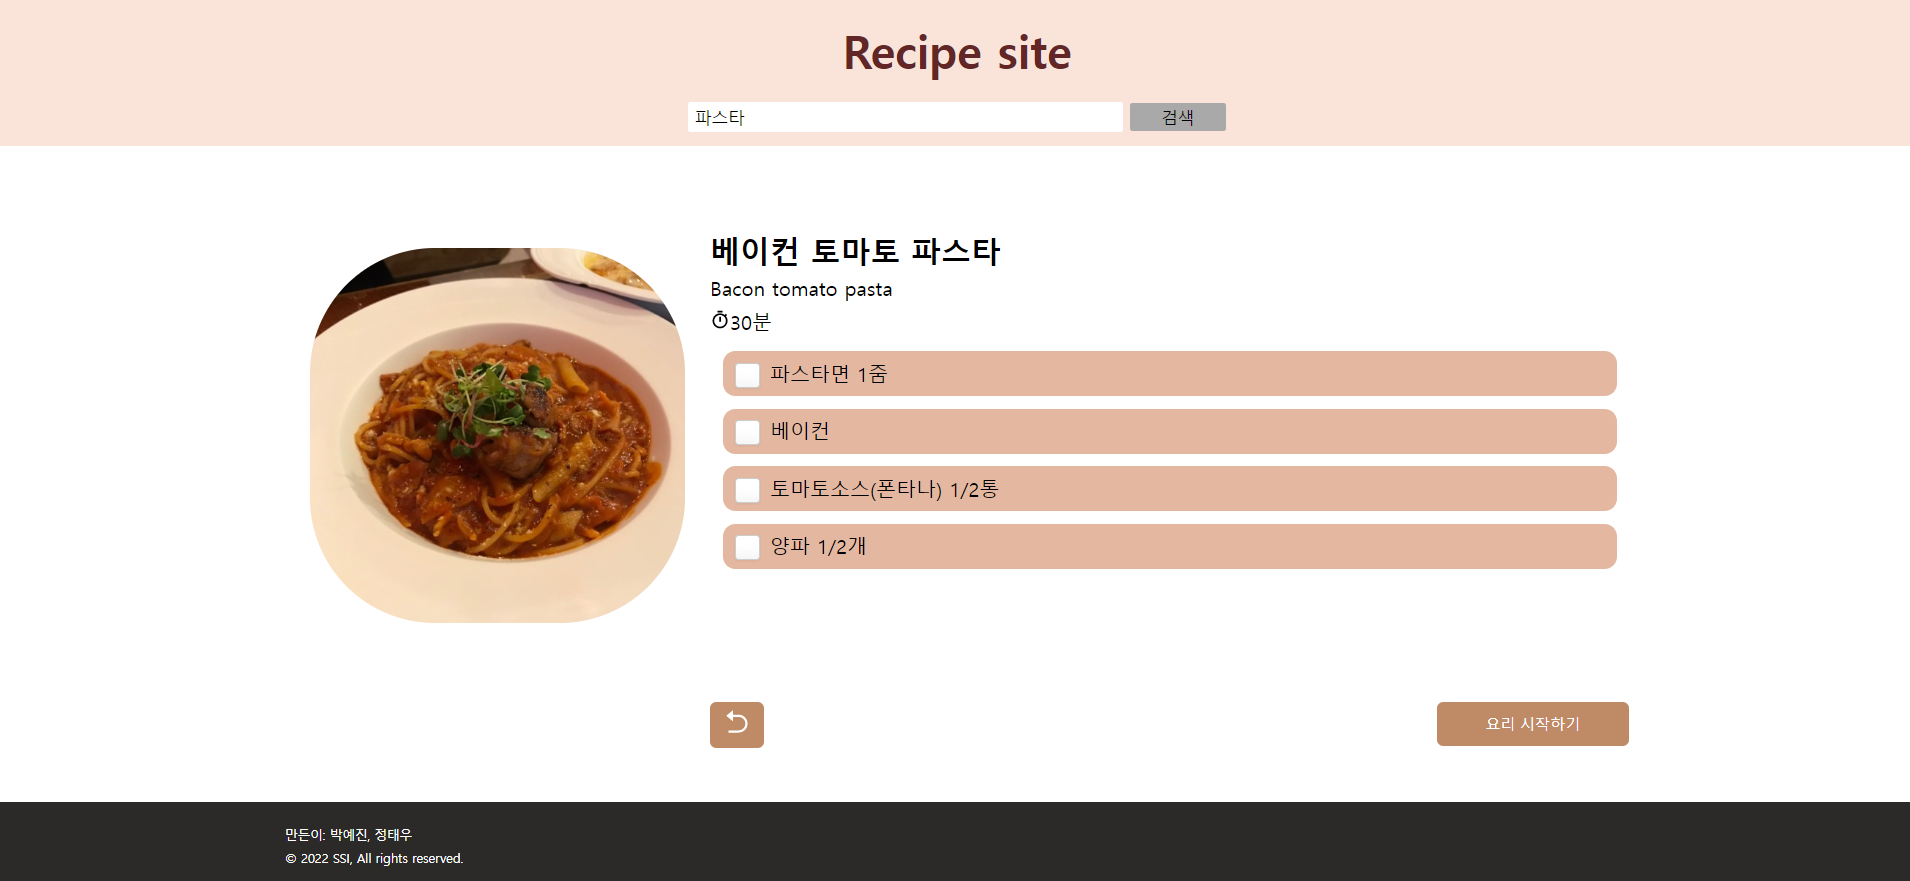 Recipe site
파스타
검색
베이컨 토마토 파스타
Bacon tomato pasta
30분
파스타면 1줌
베이컨
토마토소스(폰타나) 1/2통
양파 1/2개
요리 시작하기
만든이: 박예진, 정태우
© 2022 SSI, All rights reserved.